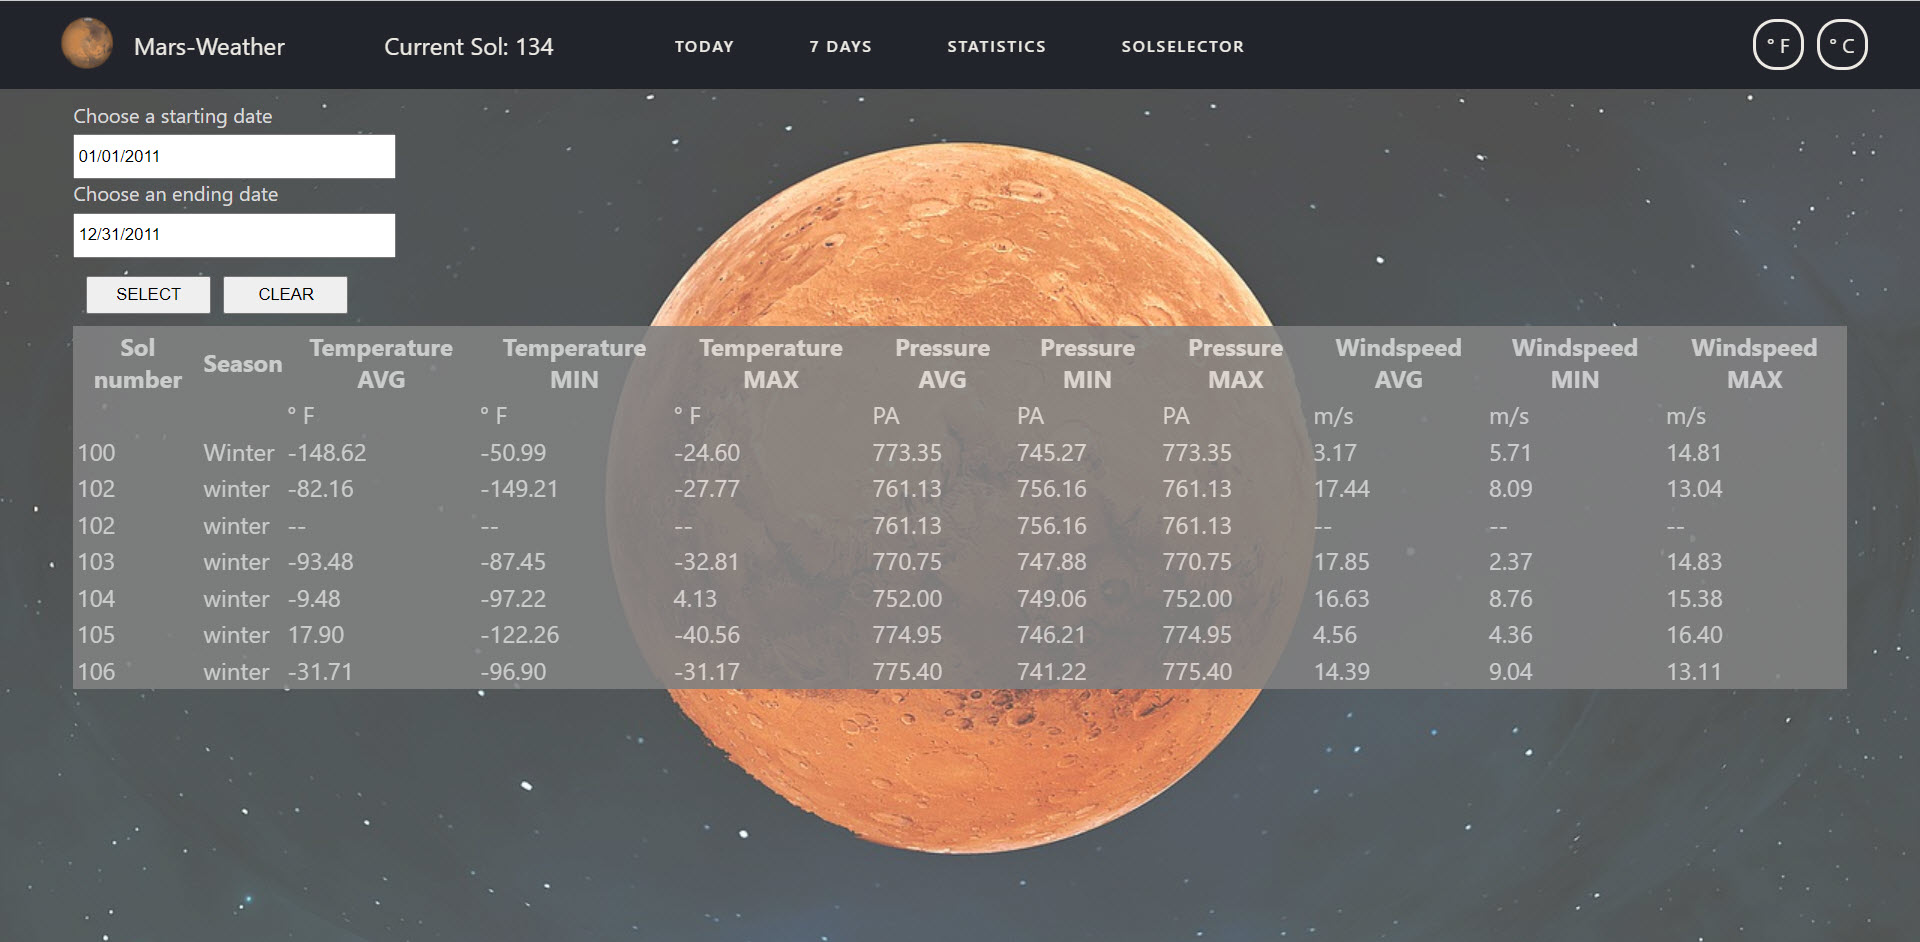 Mars-Weather Current Sol: 134 TODAY 7 DAYS STATISTICS SOLSELECTOR ° F ° C
Choose a starting date
01/01/2011
Choose an ending date
12/31/2011
SELECT CLEAR
Sol number Season Temperature AVG Temperature MIN Temperature MAX Pressure AVG Pressure MIN Pressure MAX Windspeed AVG Windspeed MIN Windspeed MAX
° F ° F ° F PA PA PA m/s m/s m/s
100 Winter -148.62 -50.99 -24.60 773.35 745.27 773.35 3.17 5.71 14.81
102 winter -82.16 -149.21 -27.77 761.13 756.16 761.13 17.44 8.09 13.04
102 winter -- -- -- 761.13 756.16 761.13 -- -- --
103 winter -93.48 -87.45 -32.81 770.75 747.88 770.75 17.85 2.37 14.83
104 winter -9.48 -97.22 4.13 752.00 749.06 752.00 16.63 8.76 15.38
105 winter 17.90 -122.26 -40.56 774.95 746.21 774.95 4.56 4.36 16.40
106 winter -31.71 -96.90 -31.17 775.40 741.22 775.40 14.39 9.04 13.11